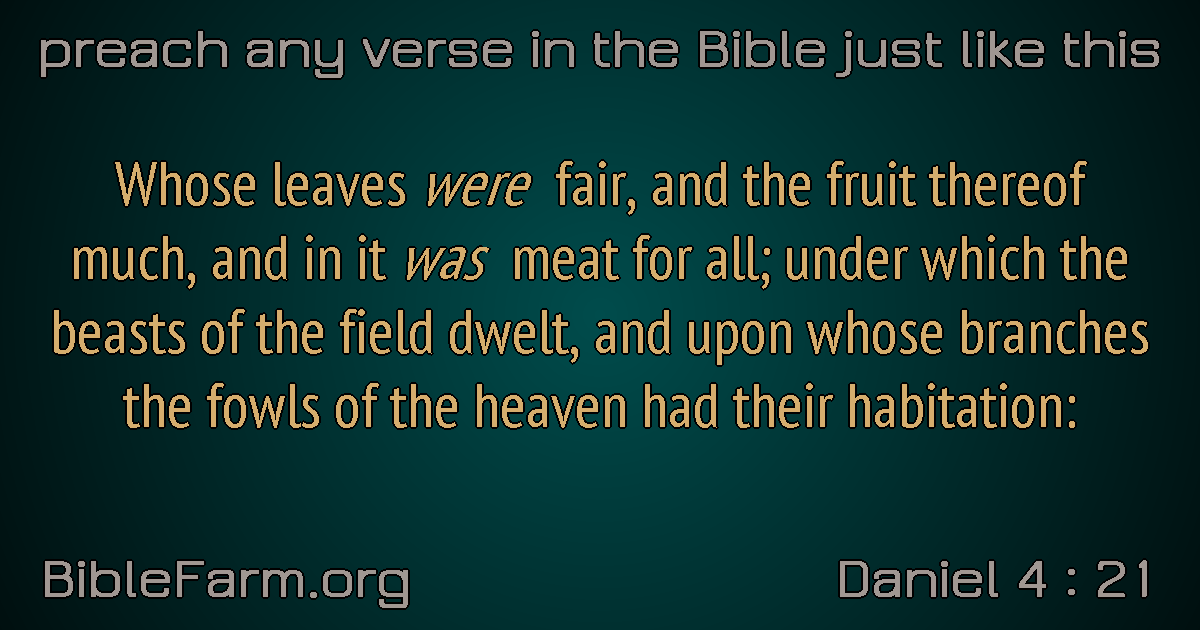 preach any verse in the Bible just like this
Whose leaves were fair, and the fruit thereof
much, and in it was meat for all; under which the
beasts of the field dwelt, and upon whose branches
the fowls of the heaven had their habitation:
BibleFarm.org
Daniel 4 : 21